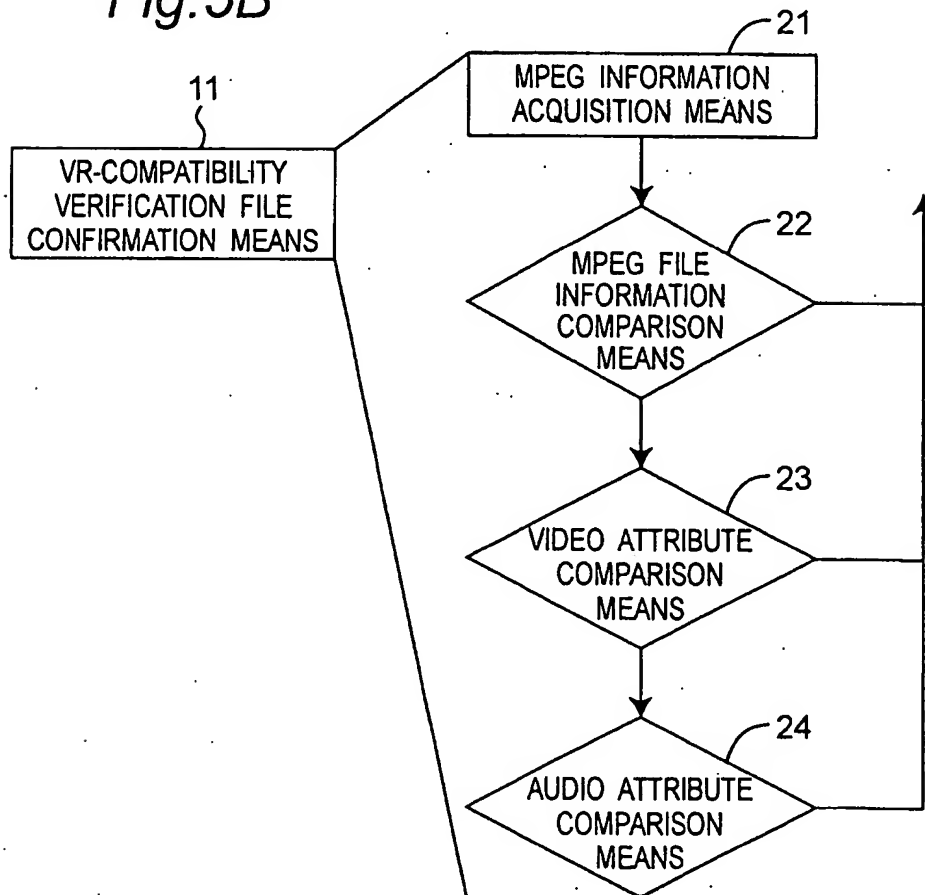 Fig.5B
21
MPEG INFORMATION
ACQUISITION MEANS
11
VR-COMPATIBILITY
VERIFICATION FILE
CONFIRMATION MEANS
22
MPEG FILE
INFORMATION
COMPARISON
MEANS
23
VIDEO ATTRIBUTE
COMPARISON
MEANS
24
AUDIO ATTRIBUTE
COMPARISON
MEANS